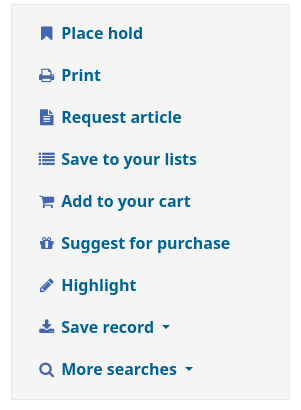 Place hold
Print
Request article
Save to your lists
Add to your cart
Suggest for purchase
Highlight
Save record
More searches